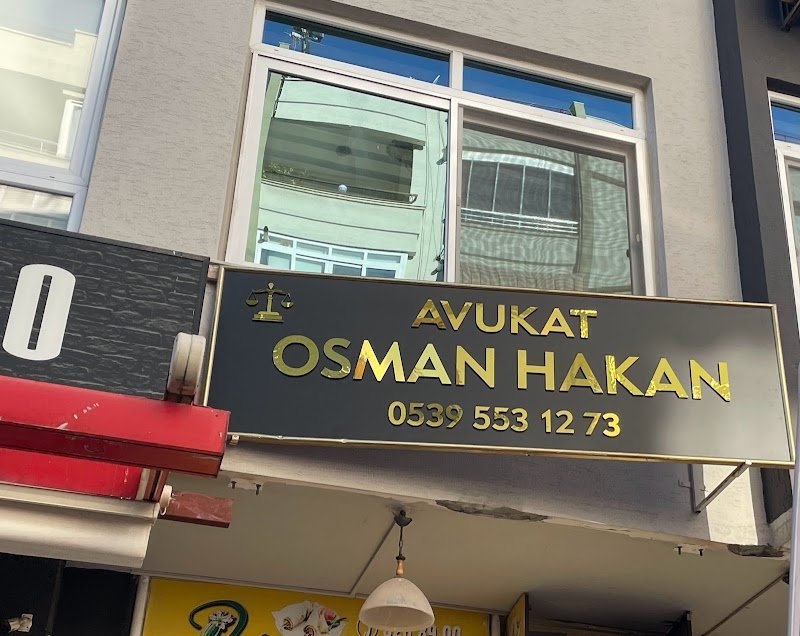 O
AVUKAT
OSMAN HAKAN
0539 553 12 73